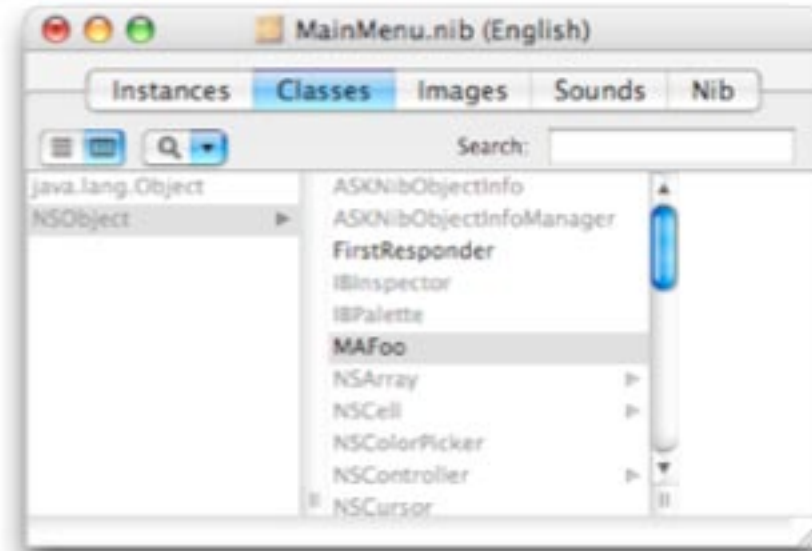 MainMenu.nib (English)
Instances Classes Images Sounds Nib
Search:
java.lang.Object
NSObject
ASKNibObjectInfo
ASKNibObjectInfoManager
FirstResponder
IBInspector
IBPalette
MAFoo
NSArray
NSCell
NSColorPicker
NSController
NSCursor